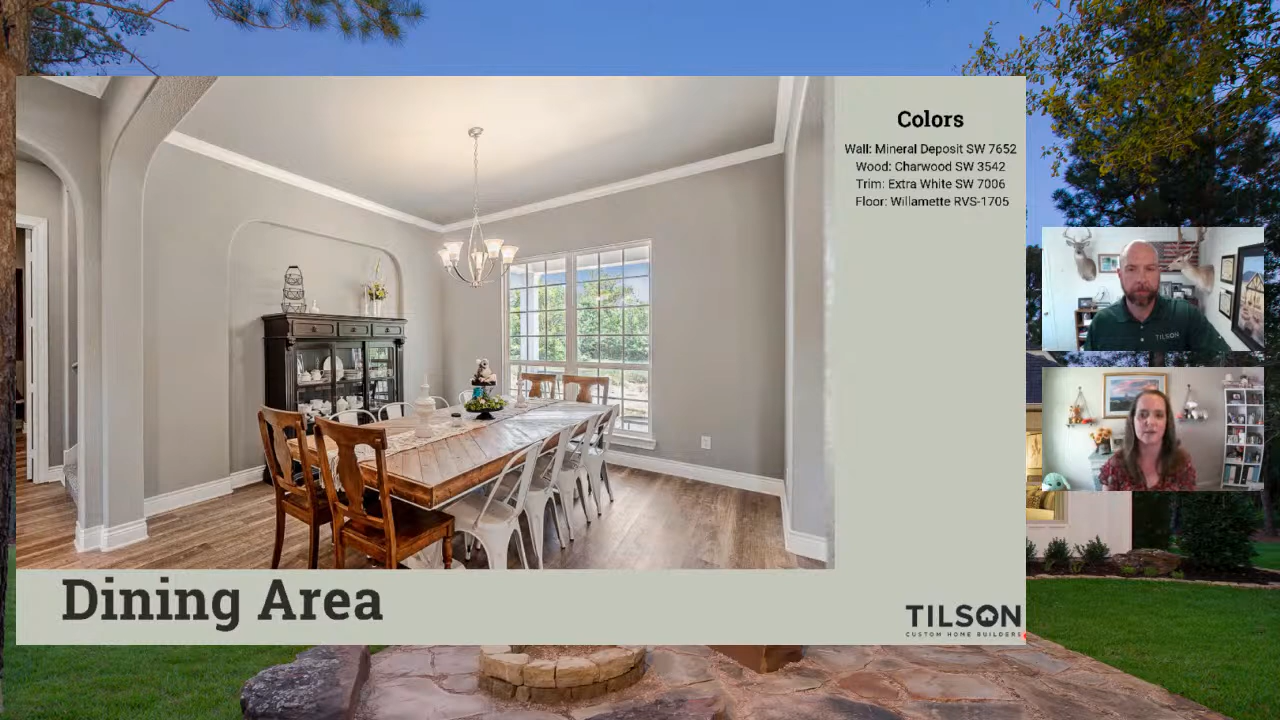 Colors
Wall: Mineral Deposit SW 7652
Wood: Charwood SW 3542
Trim: Extra White SW 7006
Floor: Willamette RVS-1705
TILSON
Dining Area
TILSON
CUSTOM HOME BUILDERS